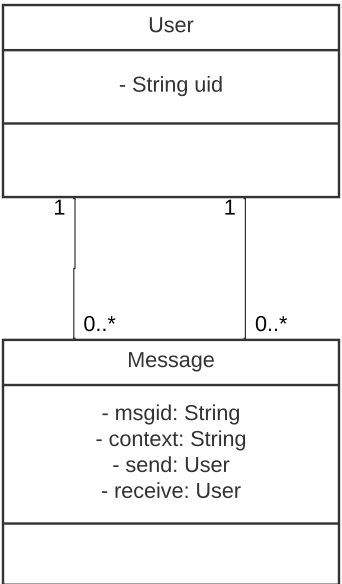 User
- String uid
1
1
0..*
0..*
Message
- msgid: String
- context: String
- send: User
- receive: User